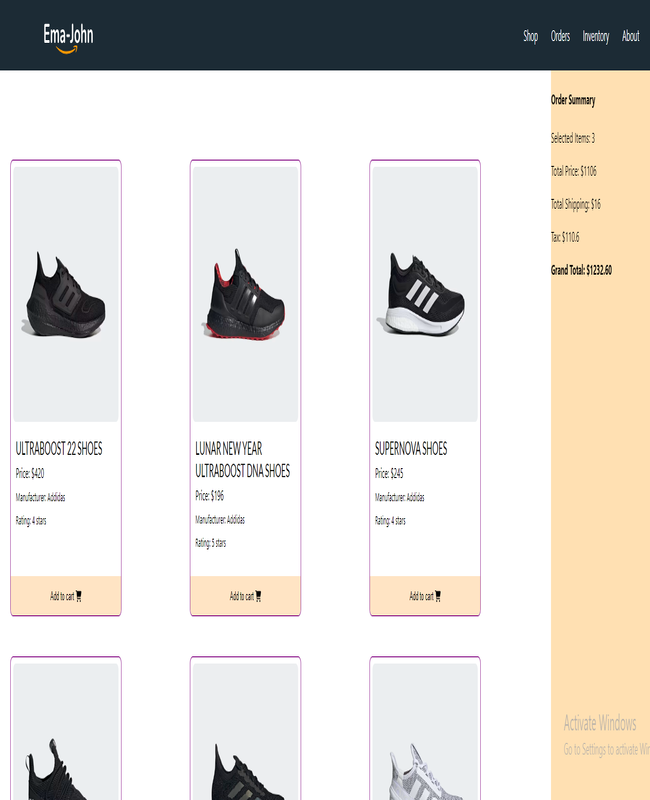 Ema-John
Shop Orders Inventory About
Order Summary
Selected Items: 3
Total Price: $1106
Total Shipping: $16
Tax: $110.6
Grand Total: $1232.60
ULTRABOOST 22 SHOES
Price: $420
Manufacturer: Addidas
Rating: 4 stars
Add to cart
LUNAR NEW YEAR
ULTRABOOST DNA SHOES
Price: $196
Manufacturer: Addidas
Rating: 5 stars
Add to cart
SUPERNOVA SHOES
Price: $245
Manufacturer: Addidas
Rating: 4 stars
Add to cart
Activate Windows
Go to Settings to activate Win